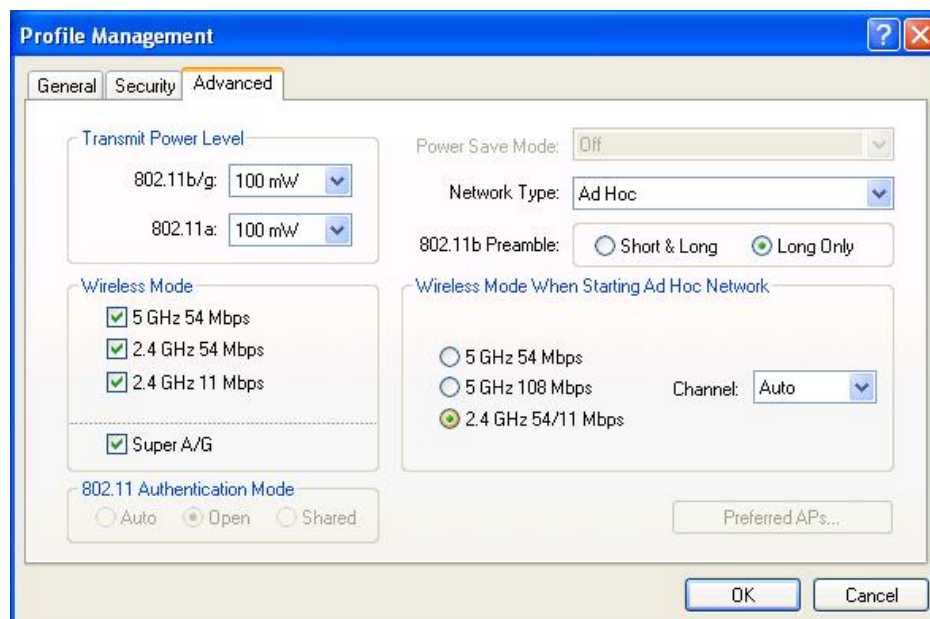 Profile Management
General Security Advanced
Transmit Power Level
802.11b/g: 100 mW
802.11a: 100 mW
Power Save Mode: Off
Network Type: Ad Hoc
802.11b Preamble: Short & Long Long Only
Wireless Mode
5 GHz 54 Mbps
2.4 GHz 54 Mbps
2.4 GHz 11 Mbps
Super A/G
Wireless Mode When Starting Ad Hoc Network
5 GHz 54 Mbps
5 GHz 108 Mbps
2.4 GHz 54/11 Mbps
Channel: Auto
802.11 Authentication Mode
Auto Open Shared
Preferred APs...
OK Cancel